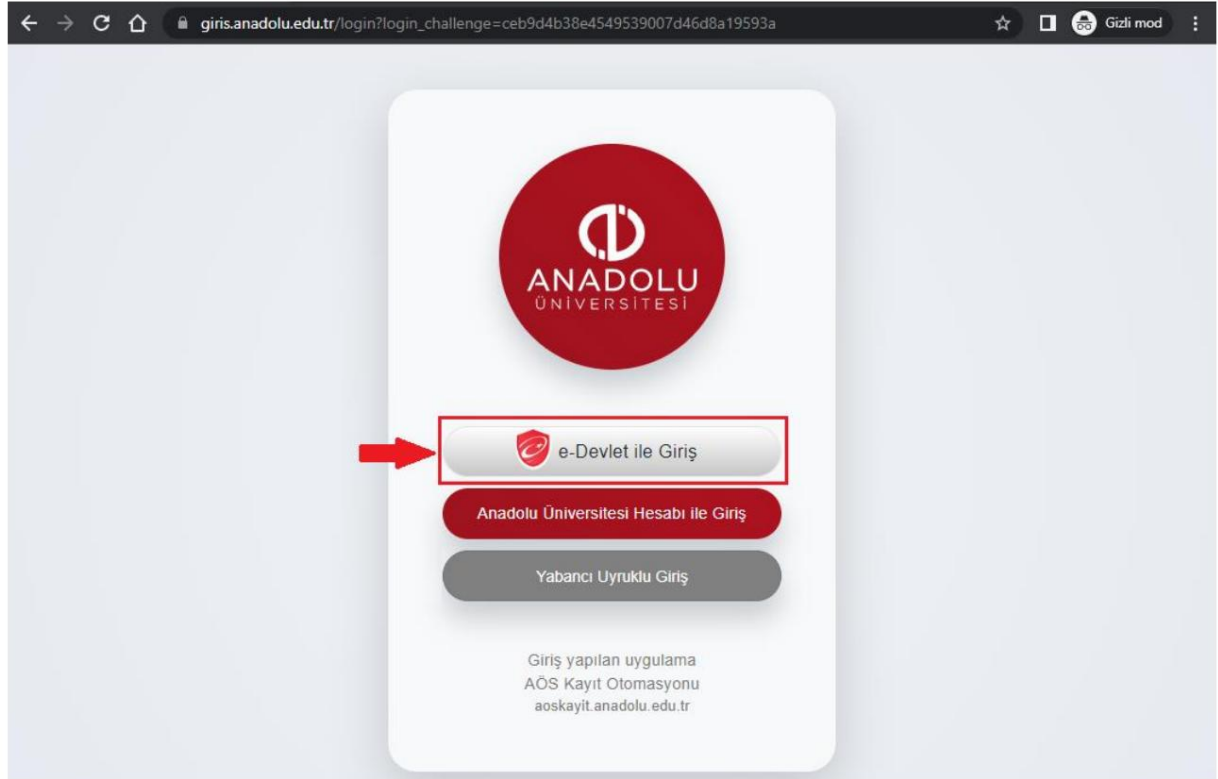 giris.anadolu.edu.tr/login?login_challenge=ceb9d4b38e4549539007d46d8a19593a
Gizli mod
ANADOLU
ÜNİVERSİTESİ
e-Devlet ile Giriş
Anadolu Üniversitesi Hesabı ile Giriş
Yabancı Uyruklu Giriş
Giriş yapılan uygulama
AÖS Kayıt Otomasyonu
aoskayit.anadolu.edu.tr